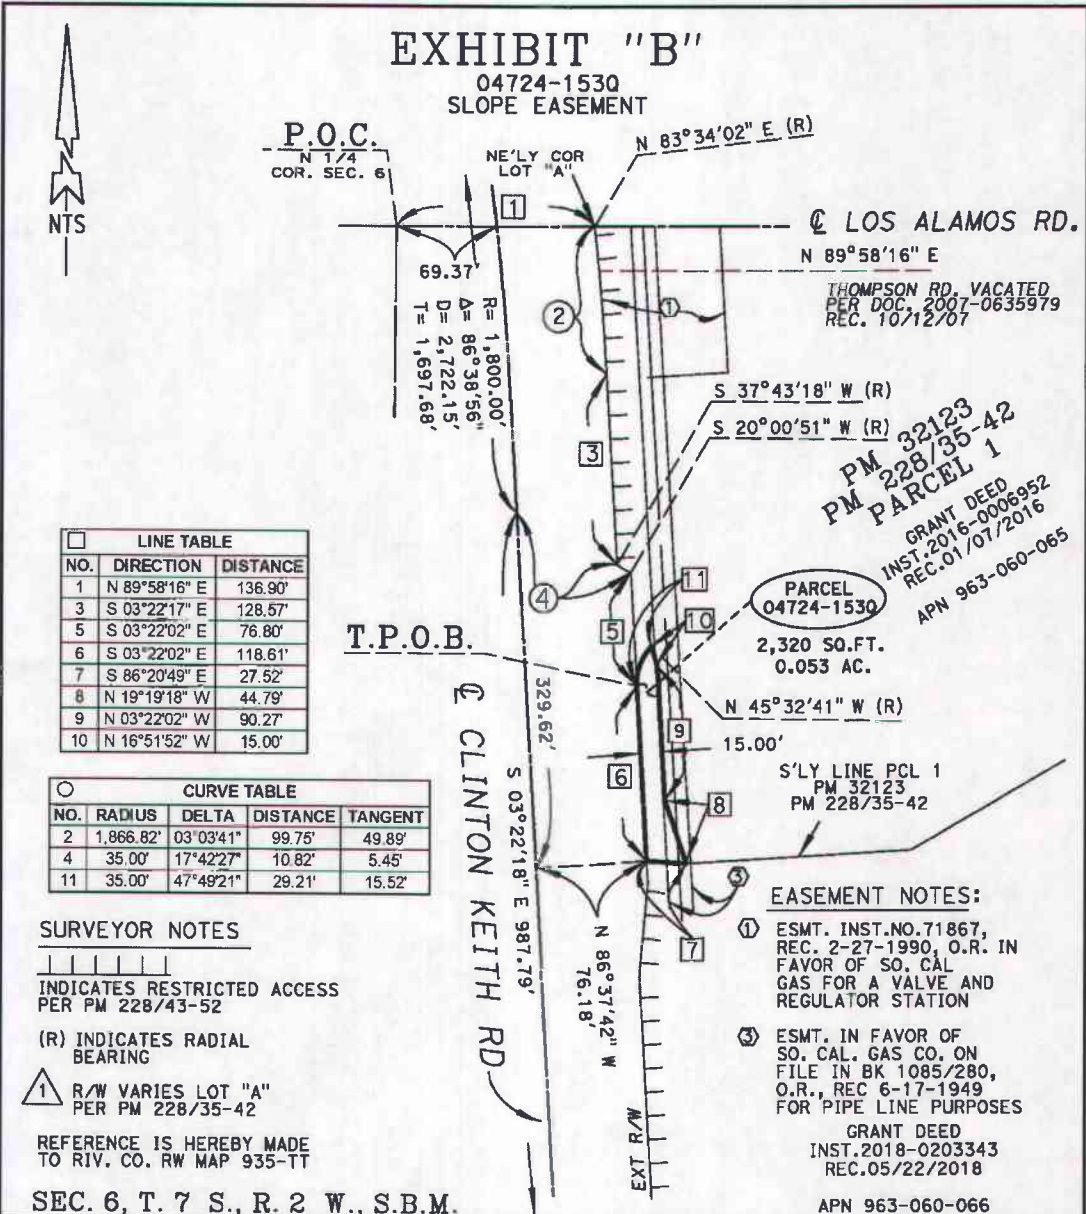 EXHIBIT "B"
04724-153Q
SLOPE EASEMENT
NTS
P.O.C.
N 1/4
COR. SEC. 6
NE'LY COR
LOT "A"
N 83°34'02" E (R)
1
℄ LOS ALAMOS RD.
N 89°58'16" E
69.37'
THOMPSON RD. VACATED
PER DOC. 2007-0635979
REC. 10/12/07
R= 1,800.00'
Δ= 86°38'56"
D= 2,722.15'
T= 1,697.68'
2
1
3
S 37°43'18" W (R)
S 20°00'51" W (R)
PM 32123
PM 228/35-42
PARCEL 1
GRANT DEED
INST.2016-0006952
REC.01/07/2016
APN 963-060-065
4
11
PARCEL
04724-153Q
2,320 SQ.FT.
0.053 AC.
5
10
T.P.O.B.
N 45°32'41" W (R)
9
15.00'
6
S'LY LINE PCL 1
PM 32123
PM 228/35-42
8
3
7
329.62'
S 03°22'18" E 987.79'
℄ CLINTON KEITH RD
N 86°37'42" W
76.18'
EXT R/W
□ LINE TABLE
NO. DIRECTION DISTANCE
1 N 89°58'16" E 136.90'
3 S 03°22'17" E 128.57'
5 S 03°22'02" E 76.80'
6 S 03°22'02" E 118.61'
7 S 86°20'49" E 27.52'
8 N 19°19'18" W 44.79'
9 N 03°22'02" W 90.27'
10 N 16°51'52" W 15.00'
○ CURVE TABLE
NO. RADIUS DELTA DISTANCE TANGENT
2 1,866.82' 03°03'41" 99.75' 49.89'
4 35.00' 17°42'27" 10.82' 5.45'
11 35.00' 47°49'21" 29.21' 15.52'
SURVEYOR NOTES
INDICATES RESTRICTED ACCESS
PER PM 228/43-52
(R) INDICATES RADIAL
BEARING
1 R/W VARIES LOT "A"
PER PM 228/35-42
REFERENCE IS HEREBY MADE
TO RIV. CO. RW MAP 935-TT
SEC. 6, T. 7 S., R. 2 W., S.B.M.
EASEMENT NOTES:
1 ESMT. INST.NO.71867,
REC. 2-27-1990, O.R. IN
FAVOR OF SO. CAL
GAS FOR A VALVE AND
REGULATOR STATION
3 ESMT. IN FAVOR OF
SO. CAL. GAS CO. ON
FILE IN BK 1085/280,
O.R., REC 6-17-1949
FOR PIPE LINE PURPOSES
GRANT DEED
INST.2018-0203343
REC.05/22/2018
APN 963-060-066